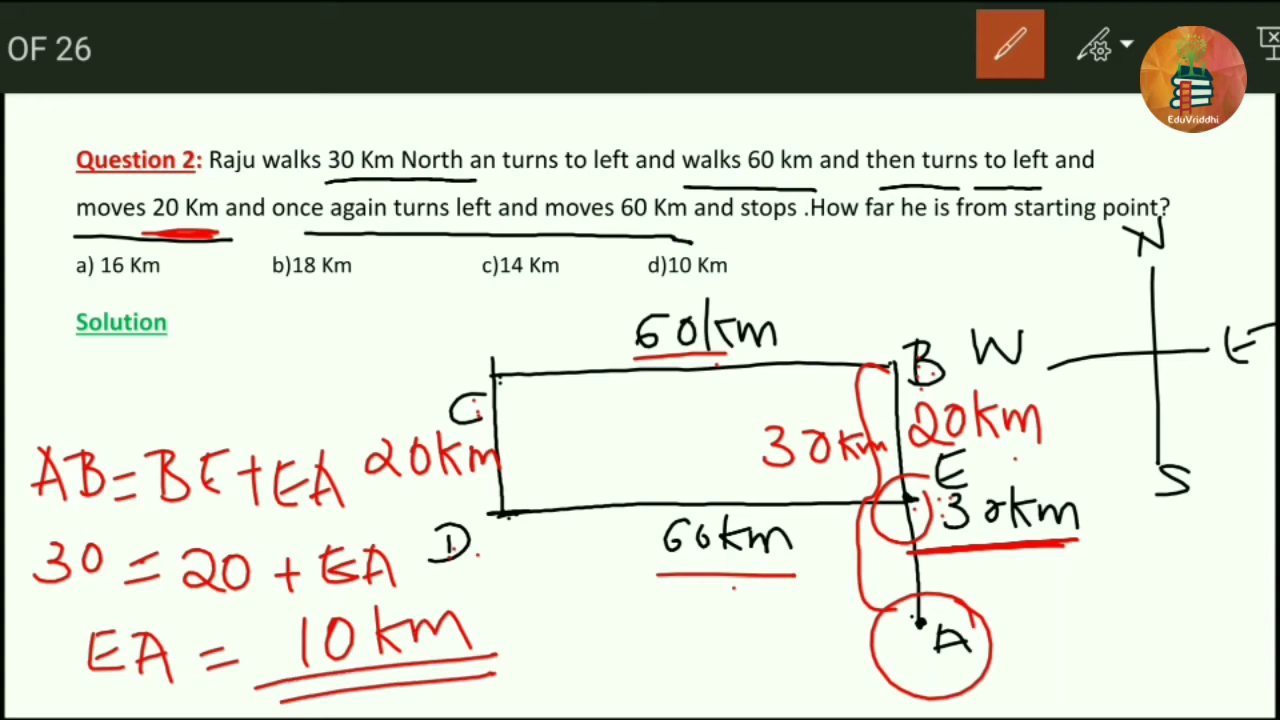 OF 26
EduVriddhi
Question 2: Raju walks 30 Km North an turns to left and walks 60 km and then turns to left and
moves 20 Km and once again turns left and moves 60 Km and stops .How far he is from starting point?
a) 16 Km b)18 Km c)14 Km d)10 Km
Solution
N
W E
S
60km
B
C
20km
30km
20km
E
30km
D
60km
A
AB=BE+EA
30 = 20 + EA
EA = 10km